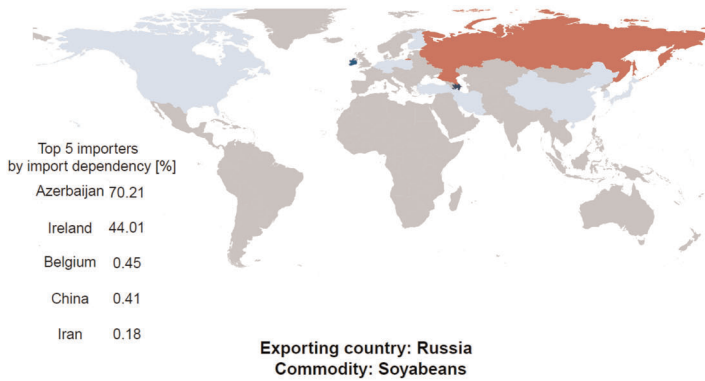 Top 5 importers
by import dependency [%]
Azerbaijan 70.21
Ireland 44.01
Belgium 0.45
China 0.41
Iran 0.18
Exporting country: Russia
Commodity: Soyabeans